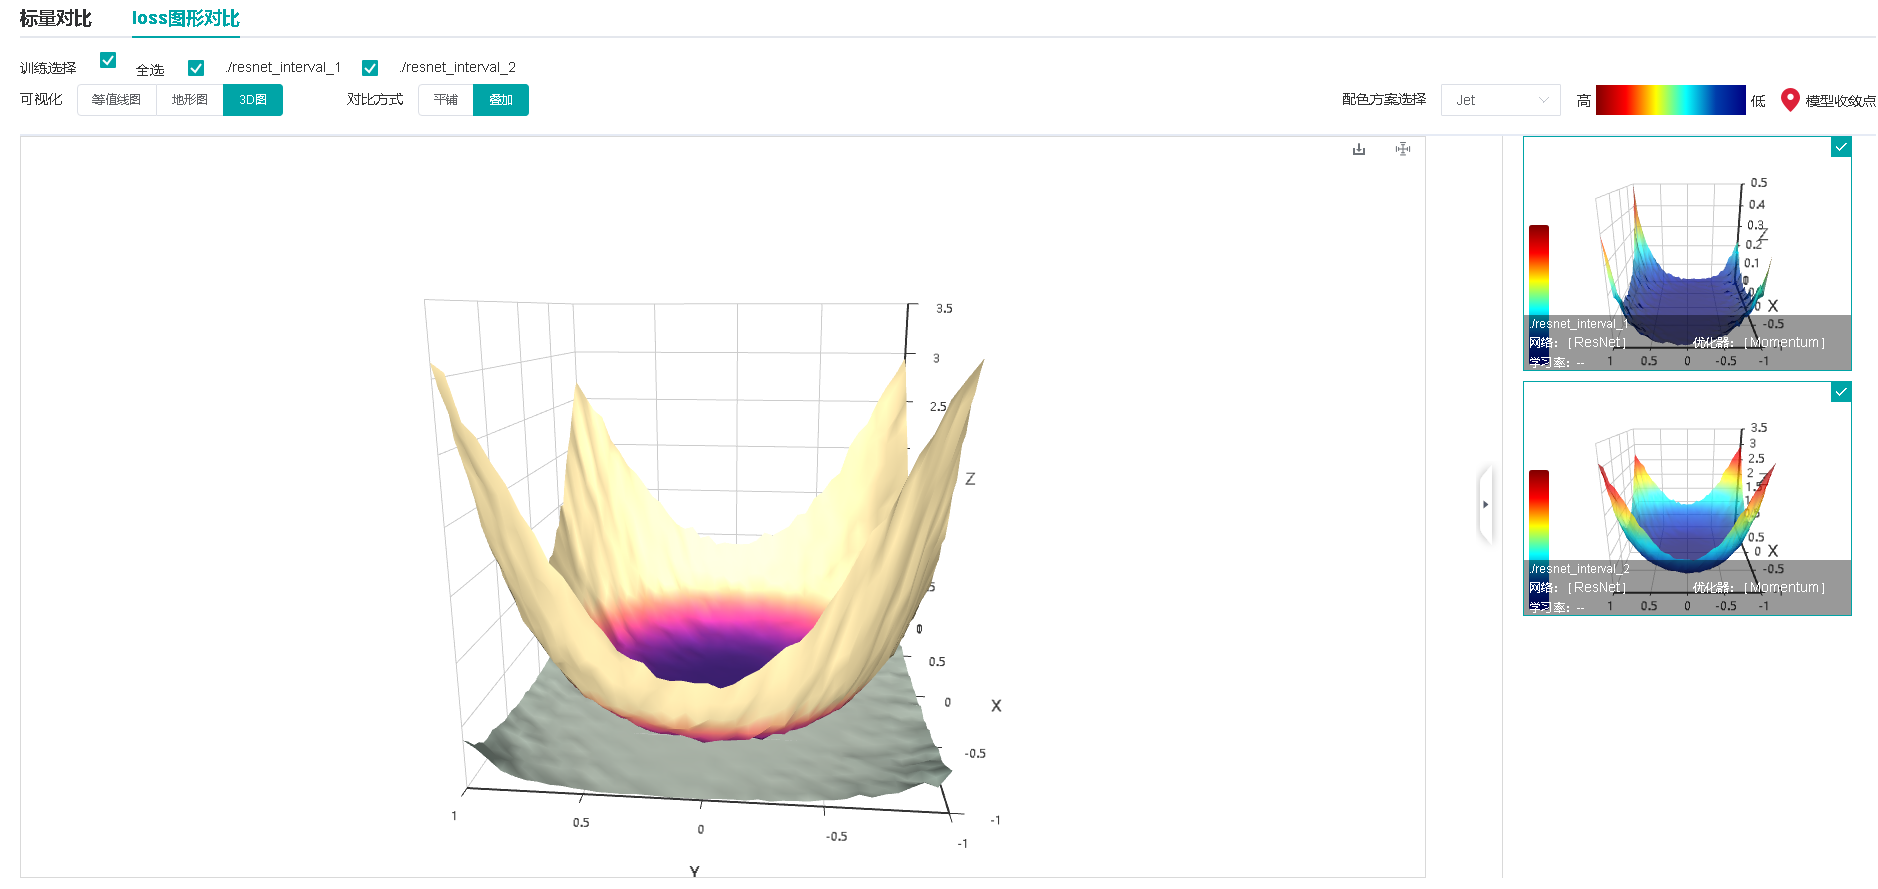 标量对比 loss图形对比
训练选择 全选 ./resnet_interval_1 ./resnet_interval_2
可视化 等值线图 地形图 3D图 对比方式 平铺 叠加 配色方案选择 Jet 高 低 模型收敛点
3.5
3
2.5
Z
0
0.5
0
X
-0.5
-1
1
0.5
0
-0.5
-1
Y
0.5
0.4
0.3
Z
0.2
0.1
0
X
-0.5
./resnet_interval_1
网络: [ResNet] 优化器: [Momentum]
1 0.5 0 -0.5 -1
学习率: --
3.5
3
2.5
2
1.5
0.5
0
X
-0.5
./resnet_interval_2
网络: [ResNet] 优化器: [Momentum]
1 0.5 0 -0.5 -1
学习率: --